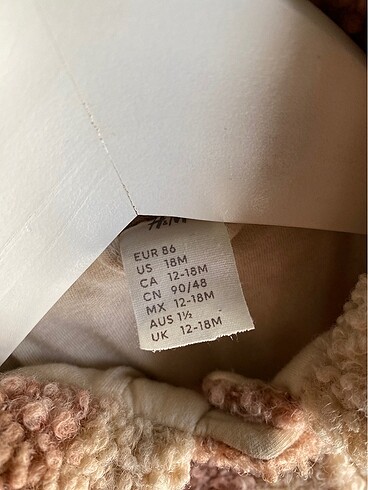 H&M
EUR 86
US 18M
CA 12-18M
CN 90/48
MX 12-18M
AUS 1½
UK 12-18M